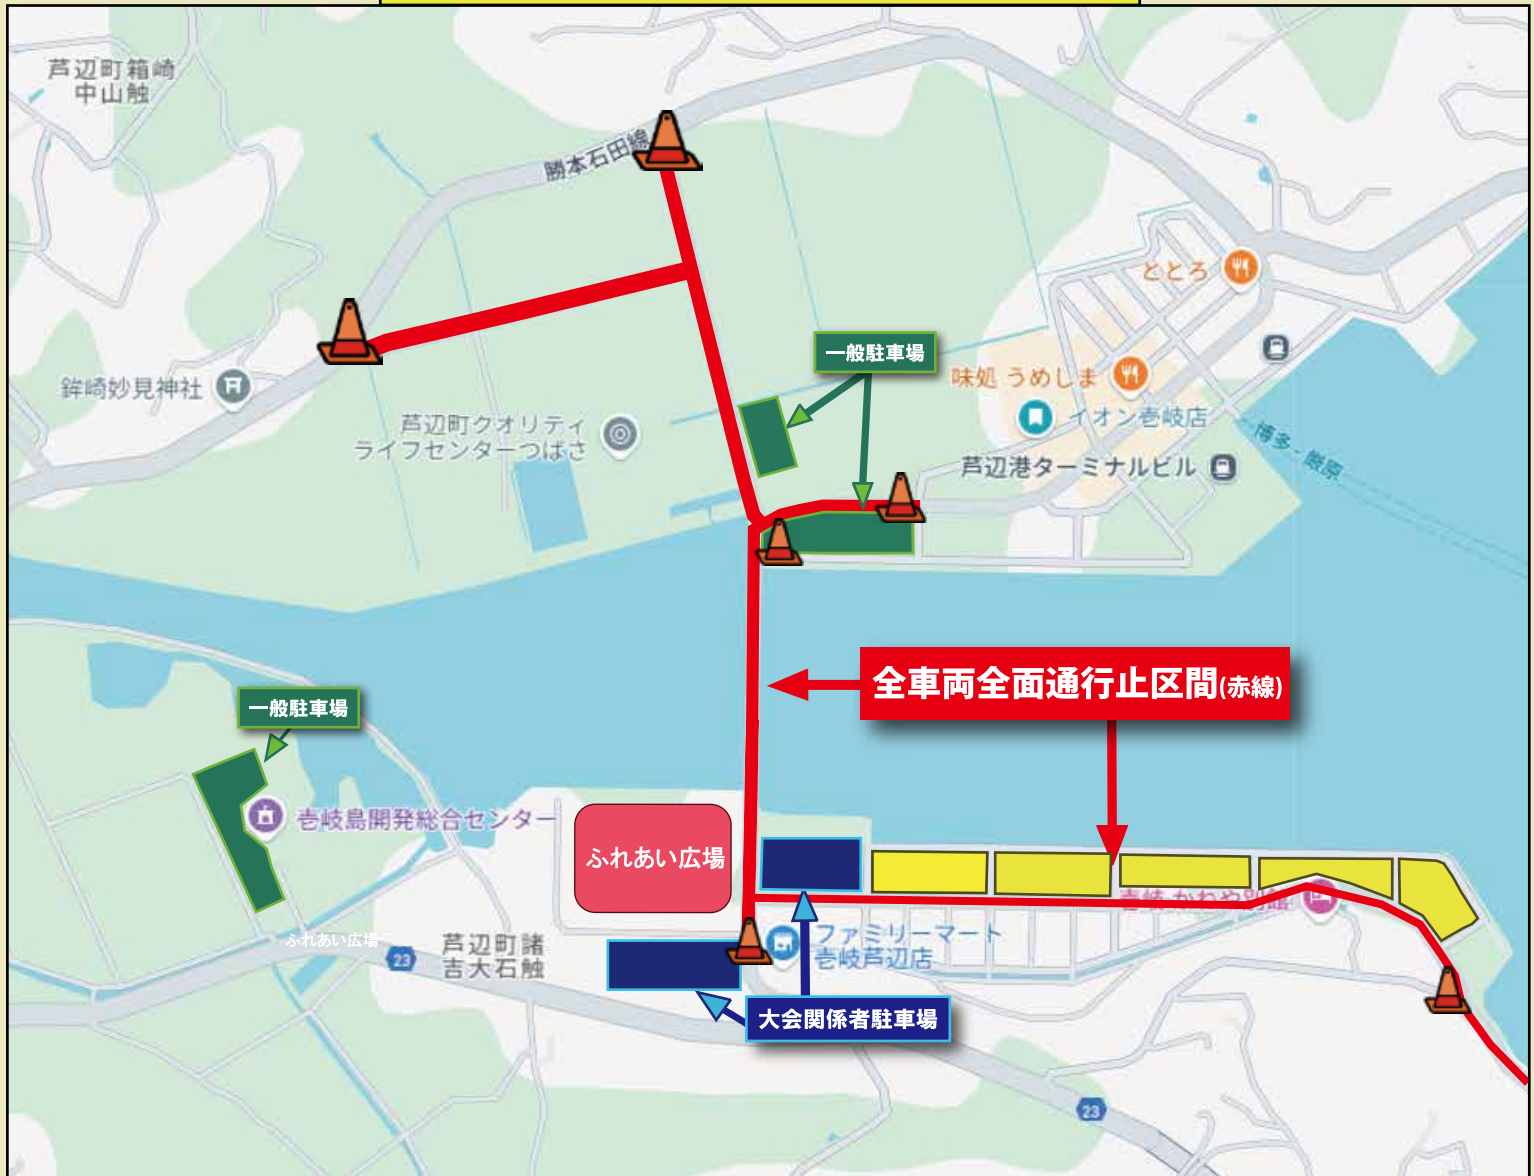 芦辺町箱崎
中山触
勝本石田線
ととろ
一般駐車場
味処 うめしま
鉾崎妙見神社
イオン壱岐店
芦辺町クオリティ
ライフセンターつばさ
芦辺港ターミナルビル
博多 - 厳原
全車両全面通行止区間(赤線)
一般駐車場
壱岐島開発総合センター
ふれあい広場
壱岐 かねや別館
ファミリーマート
壱岐芦辺店
ふれあい広場
芦辺町諸
吉大石触
23
大会関係者駐車場
23